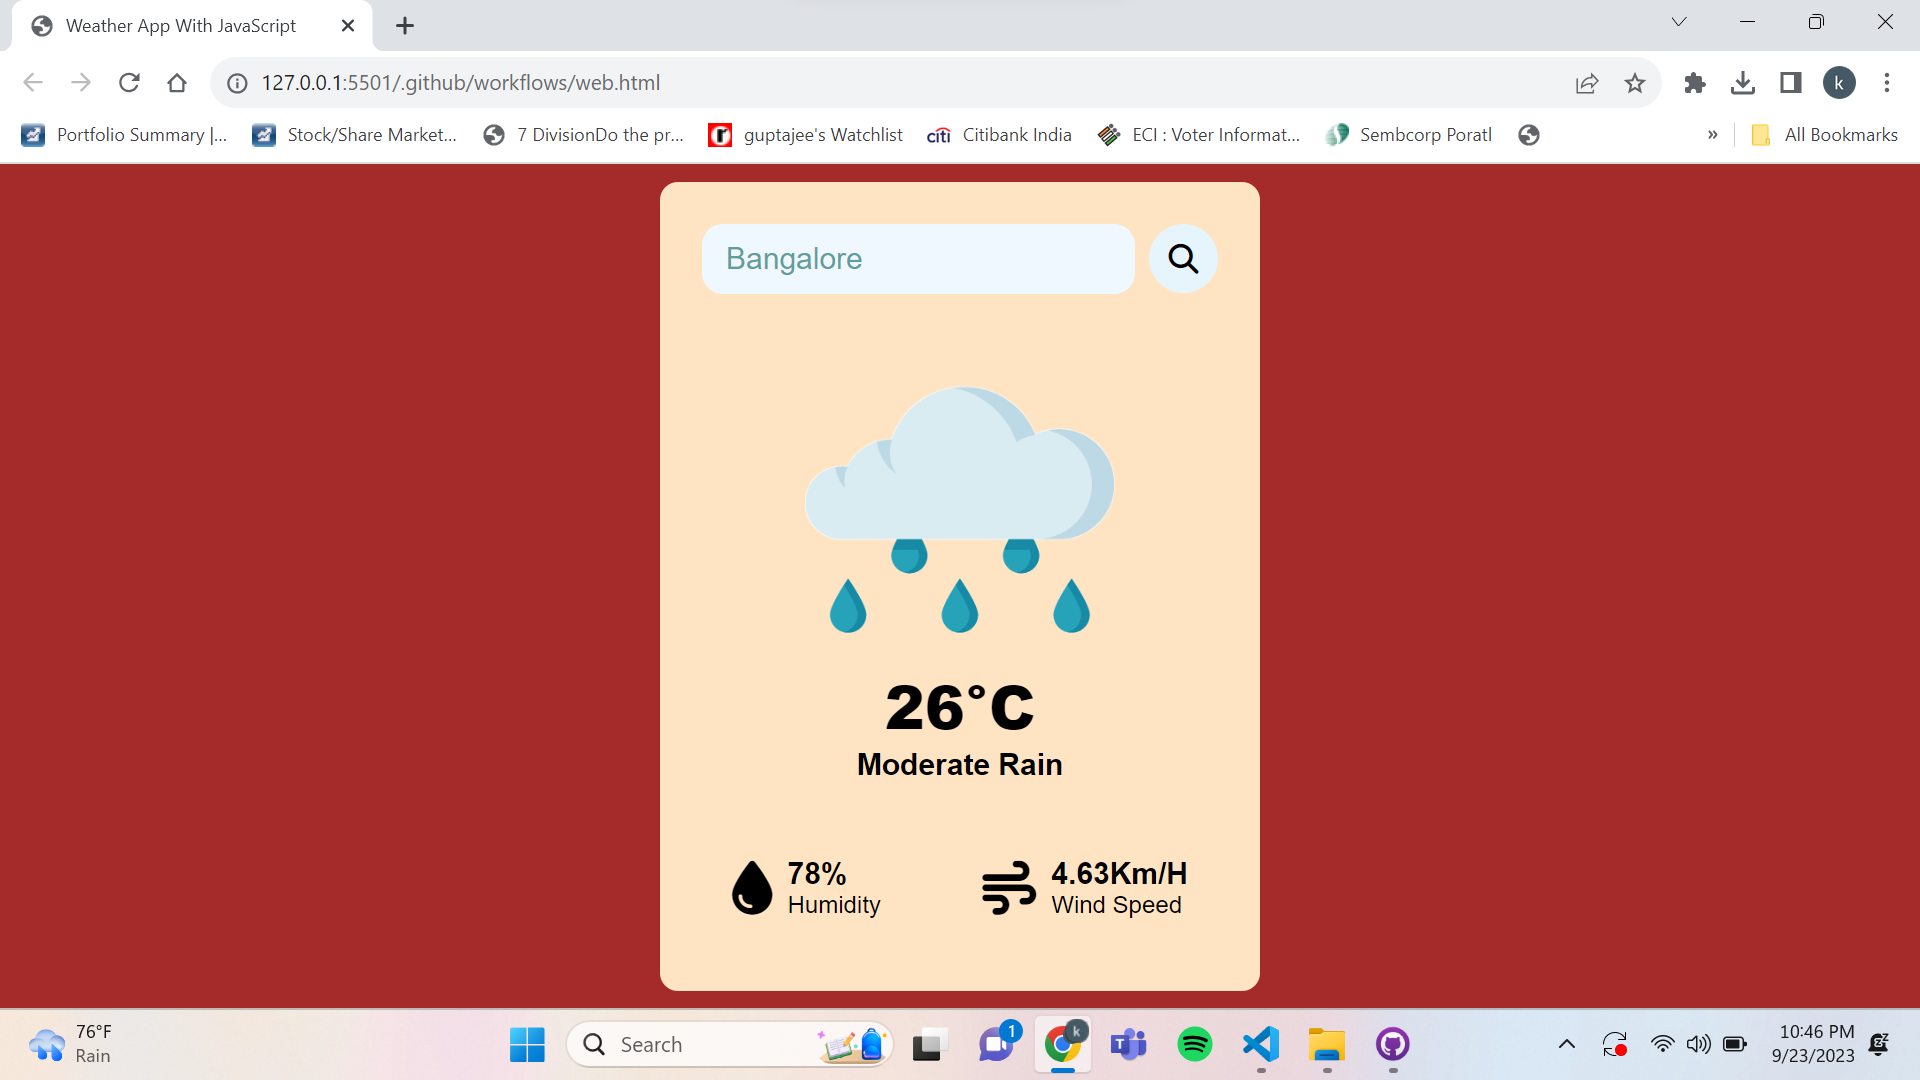 Weather App With JavaScript
127.0.0.1:5501/.github/workflows/web.html
k
Portfolio Summary |...
Stock/Share Market...
7 DivisionDo the pr...
r
guptajee's Watchlist
citi
Citibank India
ECI : Voter Informat...
Sembcorp Poratl
»
All Bookmarks
Bangalore
26°C
Moderate Rain
78%
Humidity
4.63Km/H
Wind Speed
76°F
Rain
Search
1
k
T
10:46 PM
9/23/2023